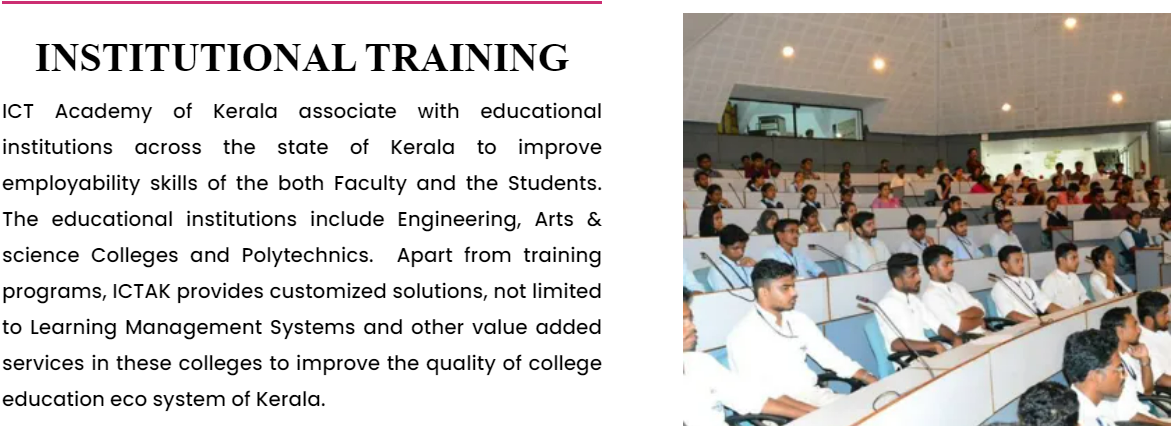 INSTITUTIONAL TRAINING
ICT Academy of Kerala associate with educational
institutions across the state of Kerala to improve
employability skills of the both Faculty and the Students.
The educational institutions include Engineering, Arts &
science Colleges and Polytechnics.  Apart from training
programs, ICTAK provides customized solutions, not limited
to Learning Management Systems and other value added
services in these colleges to improve the quality of college
education eco system of Kerala.